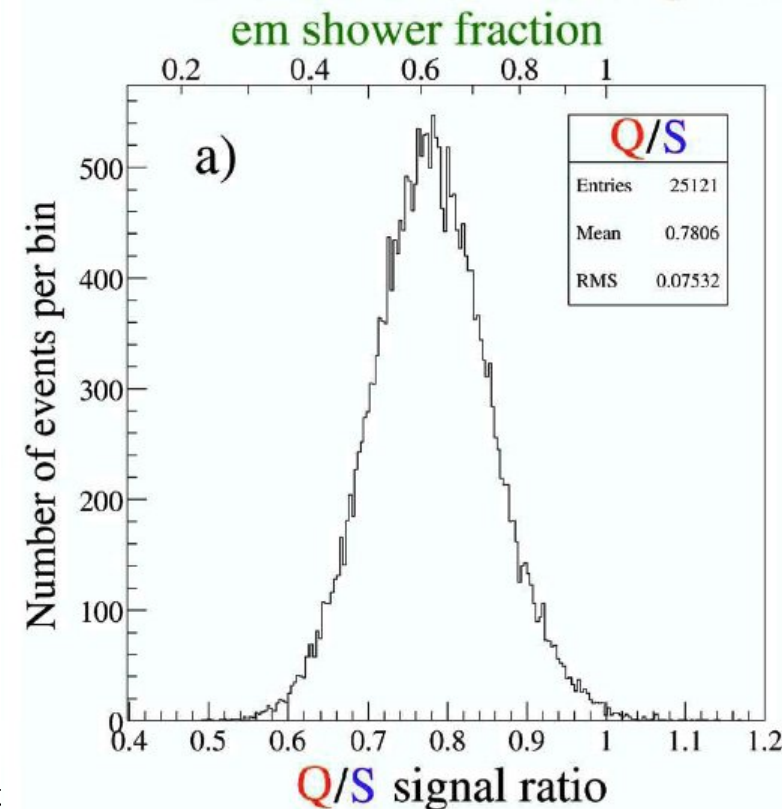 em shower fraction
0.2 0.4 0.6 0.8 1
a)
Q/S
Entries 25121
Mean 0.7806
RMS 0.07532
Number of events per bin
500
400
300
200
100
0
0.4 0.5 0.6 0.7 0.8 0.9 1 1.1 1.2
Q/S signal ratio